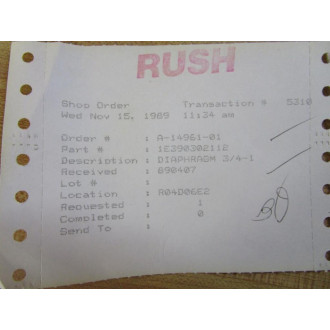 RUSH
Shop Order Transaction # 5310
Wed Nov 15, 1989 11:34 am
Order # : A-14961-01
Part # : 1E390302112
Description : DIAPHRAGM 3/4-1
Received : 890407
Lot # :
Location : R04D06E2
Requested : 1
Completed : 0
Send To :